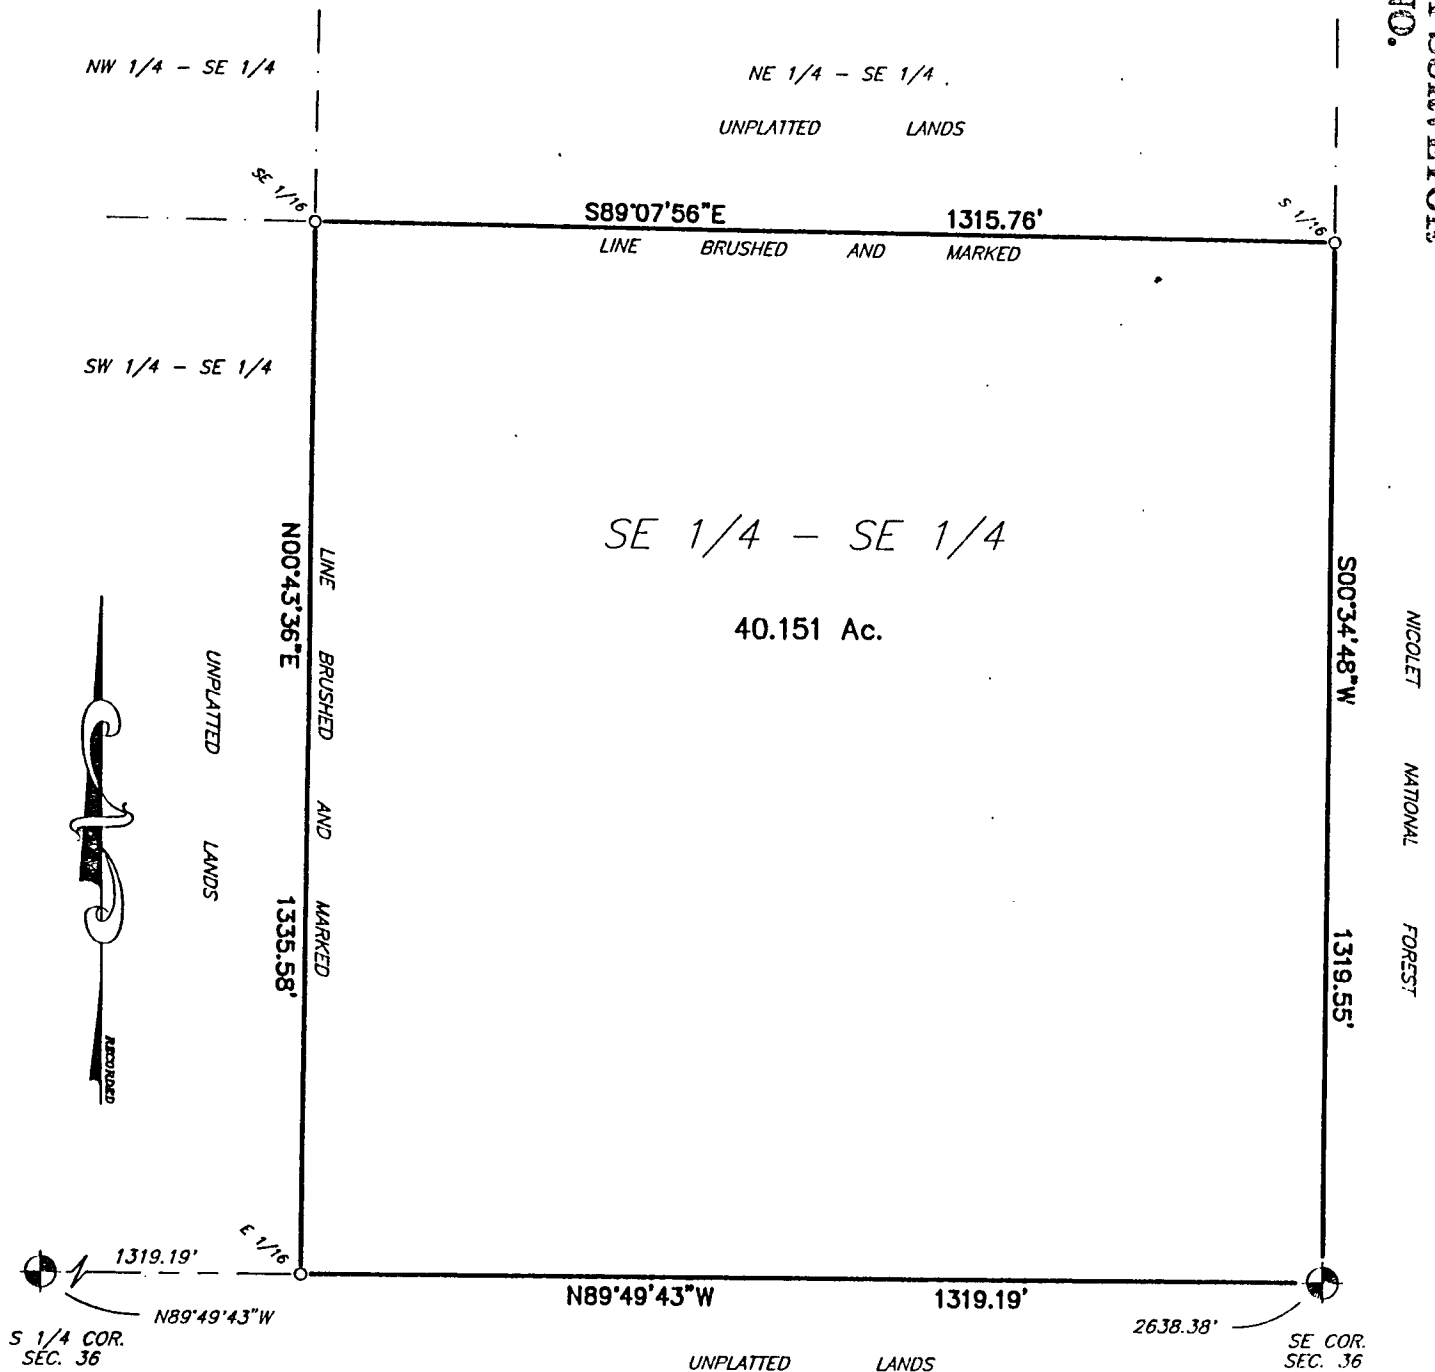 NO.
NW 1/4 - SE 1/4
NE 1/4 - SE 1/4
UNPLATTED LANDS
SE 1/16
S89°07'56"E 1315.76'
S 1/16
LINE BRUSHED AND MARKED
SW 1/4 - SE 1/4
SE 1/4 - SE 1/4
40.151 Ac.
N00°43'36"E 1335.58'
LINE BRUSHED AND MARKED
UNPLATTED LANDS
S00°34'48"W 1319.55'
NICOLET NATIONAL FOREST
RECORDED
E 1/16
1319.19'
N89°49'43"W
S 1/4 COR.
SEC. 36
N89°49'43"W 1319.19'
2638.38'
SE COR.
SEC. 36
UNPLATTED LANDS